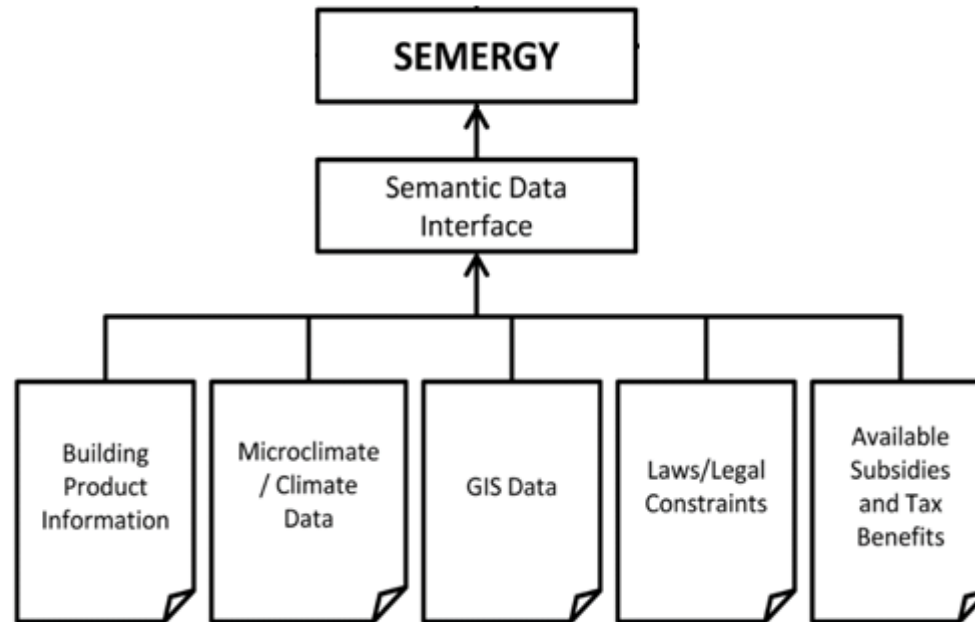 SEMERGY
Semantic Data
Interface
Building
Product
Information
Microclimate
/ Climate
Data
GIS Data
Laws/Legal
Constraints
Available
Subsidies
and Tax
Benefits